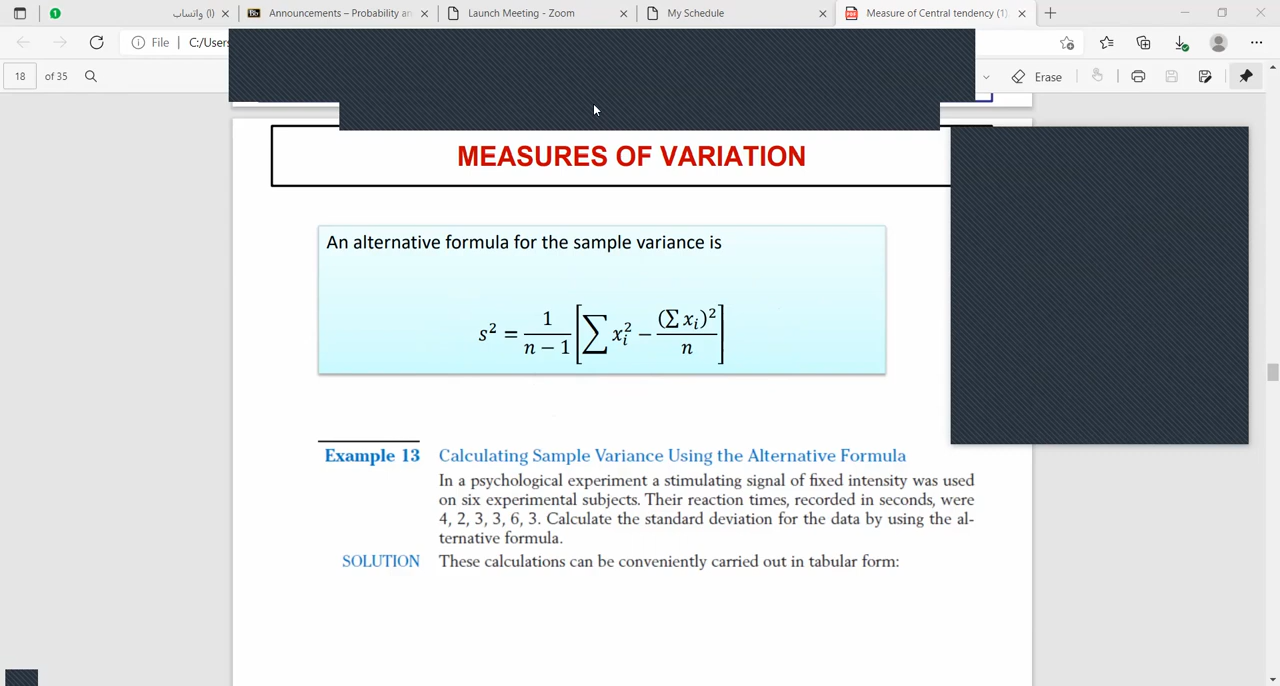 واتساب (1)
Announcements – Probability an
Launch Meeting - Zoom
My Schedule
Measure of Central tendency (1)
File
C:/Users
18 of 35
Erase
MEASURES OF VARIATION
An alternative formula for the sample variance is
s² = 1/(n − 1) [∑ xᵢ² − (∑ xᵢ)²/n]
Example 13 Calculating Sample Variance Using the Alternative Formula
In a psychological experiment a stimulating signal of fixed intensity was used
on six experimental subjects. Their reaction times, recorded in seconds, were
4, 2, 3, 3, 6, 3. Calculate the standard deviation for the data by using the al-
ternative formula.
SOLUTION These calculations can be conveniently carried out in tabular form: